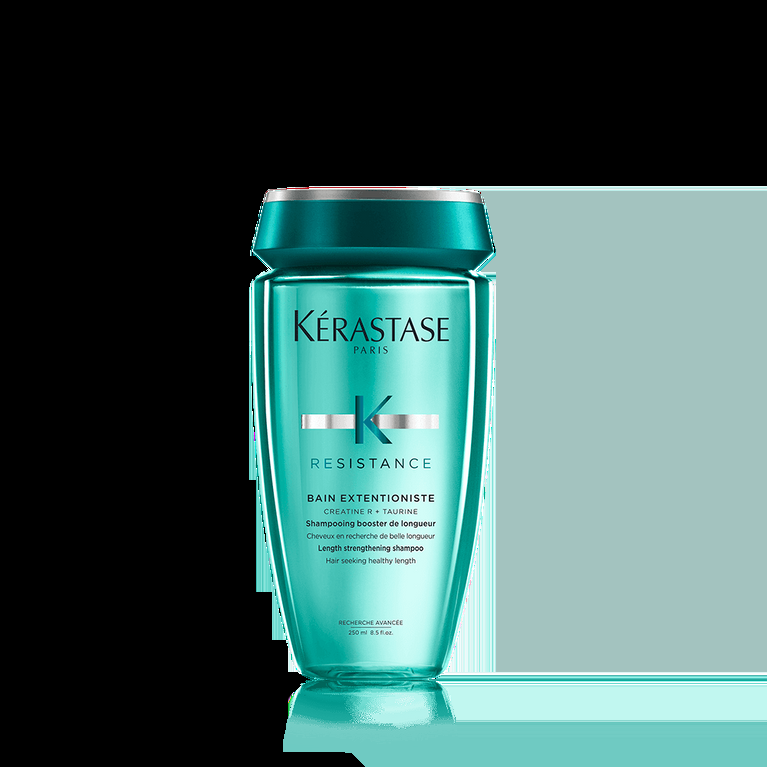 KÉRASTASE
PARIS
K
RESISTANCE
BAIN EXTENTIONISTE
CREATINE R + TAURINE
Shampooing booster de longueur
Cheveux en recherche de belle longueur
Length strengthening shampoo
Hair seeking healthy length
RECHERCHE AVANCÉE
250 ml 8.5 fl.oz.